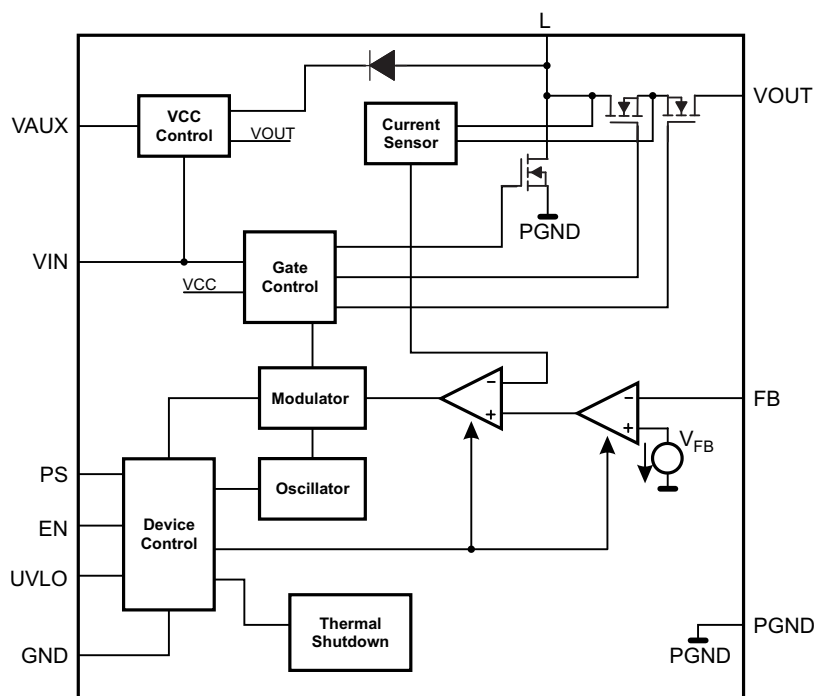 L
VOUT
VAUX
VCC
Control
VOUT
Current
Sensor
PGND
VIN
Gate
Control
VCC
Modulator
-
+
-
+
FB
VFB
PS
Oscillator
EN
Device
Control
UVLO
Thermal
Shutdown
GND
PGND
PGND